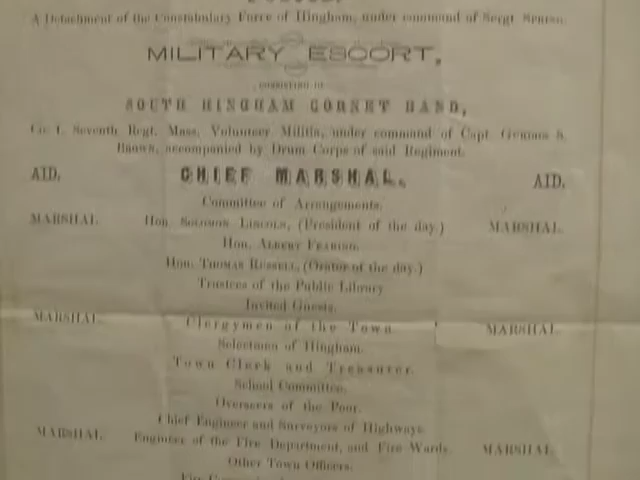 A Detachment of the Constabulary Force of Hingham, under command of Sergt.
MILITARY ESCORT,
CONSISTING OF
SOUTH HINGHAM CORNET BAND,
Co. I, Seventh Regt. Mass. Volunteer Militia, under command of Capt.
accompanied by Drum Corps of said Regiment.
AID. CHIEF MARSHAL. AID.
Committee of Arrangements.
MARSHAL. Hon. SOLOMON LINCOLN, (President of the day.) MARSHAL.
Hon. ALBERT FEARING.
Hon. THOMAS RUSSELL, (Orator of the day.)
Trustees of the Public Library
Invited Guests.
MARSHAL. Clergymen of the Town MARSHAL.
Selectmen of Hingham.
Town Clerk and Treasurer.
School Committee.
Overseers of the Poor.
Chief Engineer and Surveyors of Highways.
MARSHAL. Engineer of the Fire Department, and Fire Wards. MARSHAL.
Other Town Officers.